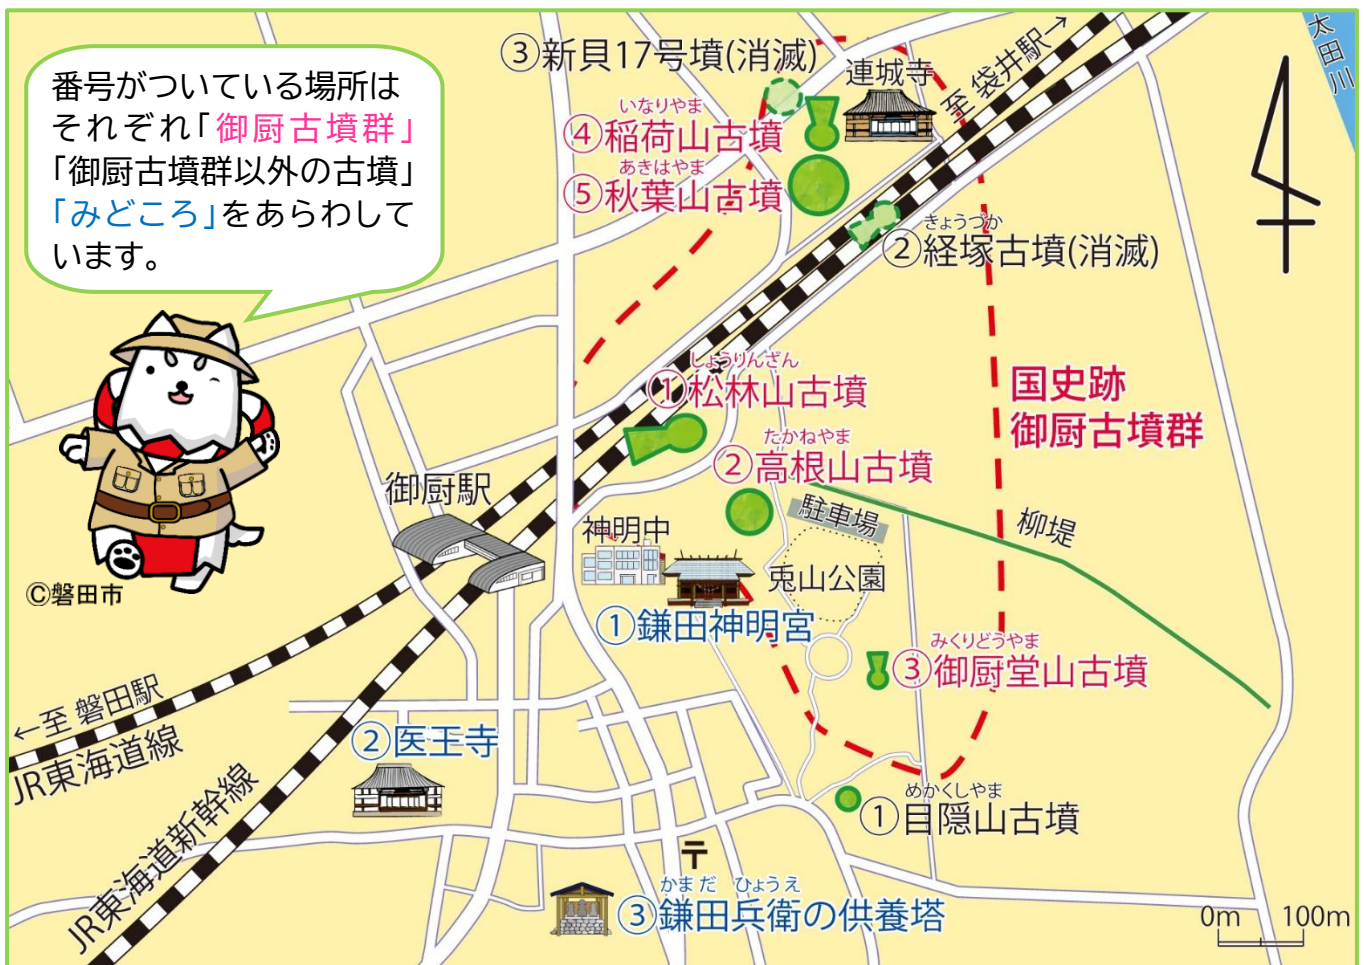 番号がついている場所は
それぞれ「御厨古墳群」
「御厨古墳群以外の古墳」
「みどころ」をあらわして
います。
©磐田市
③新貝17号墳(消滅)
連城寺
至 袋井駅→
太田川
いなりやま
④稲荷山古墳
あきはやま
⑤秋葉山古墳
きょうづか
②経塚古墳(消滅)
しょうりんざん
①松林山古墳
国史跡
御厨古墳群
たかねやま
②高根山古墳
御厨駅
神明中
駐車場
柳堤
兎山公園
①鎌田神明宮
みくりどうやま
③御厨堂山古墳
←至 磐田駅
JR東海道線
②医王寺
JR東海道新幹線
めかくしやま
①目隠山古墳
〒
かまだ ひょうえ
③鎌田兵衛の供養塔
0m 100m